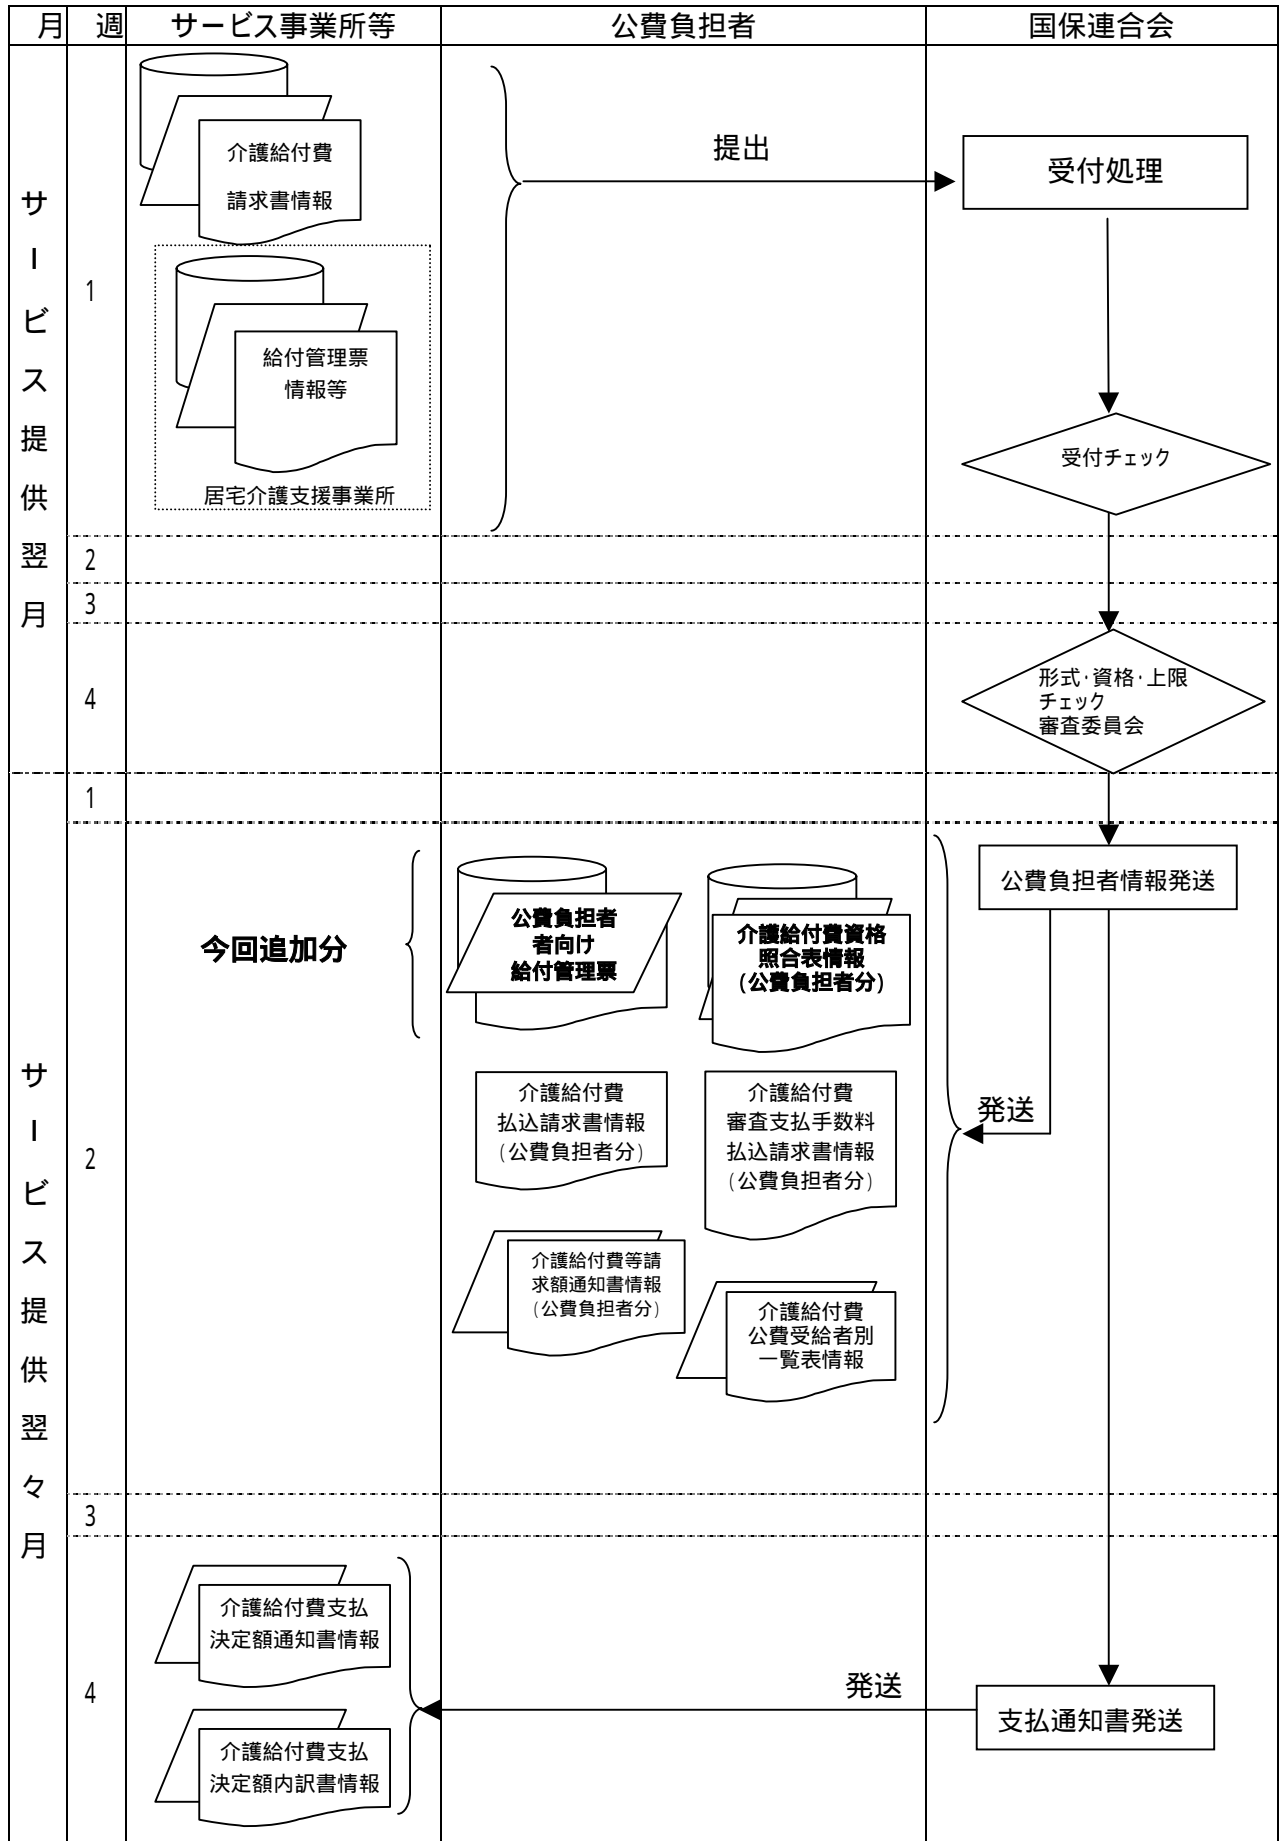 月 週 サービス事業所等 公費負担者 国保連合会
サービス提供翌月
1
介護給付費
請求書情報
給付管理票
情報等
居宅介護支援事業所
提出
受付処理
受付チェック
2
3
4
形式･資格･上限
チェック
審査委員会
サービス提供翌々月
1
2
今回追加分
公費負担者
者向け
給付管理票
介護給付費資格
照合表情報
(公費負担者分)
介護給付費
払込請求書情報
(公費負担者分)
介護給付費
審査支払手数料
払込請求書情報
(公費負担者分)
介護給付費等請
求額通知書情報
(公費負担者分)
介護給付費
公費受給者別
一覧表情報
公費負担者情報発送
発送
3
4
介護給付費支払
決定額通知書情報
介護給付費支払
決定額内訳書情報
発送
支払通知書発送